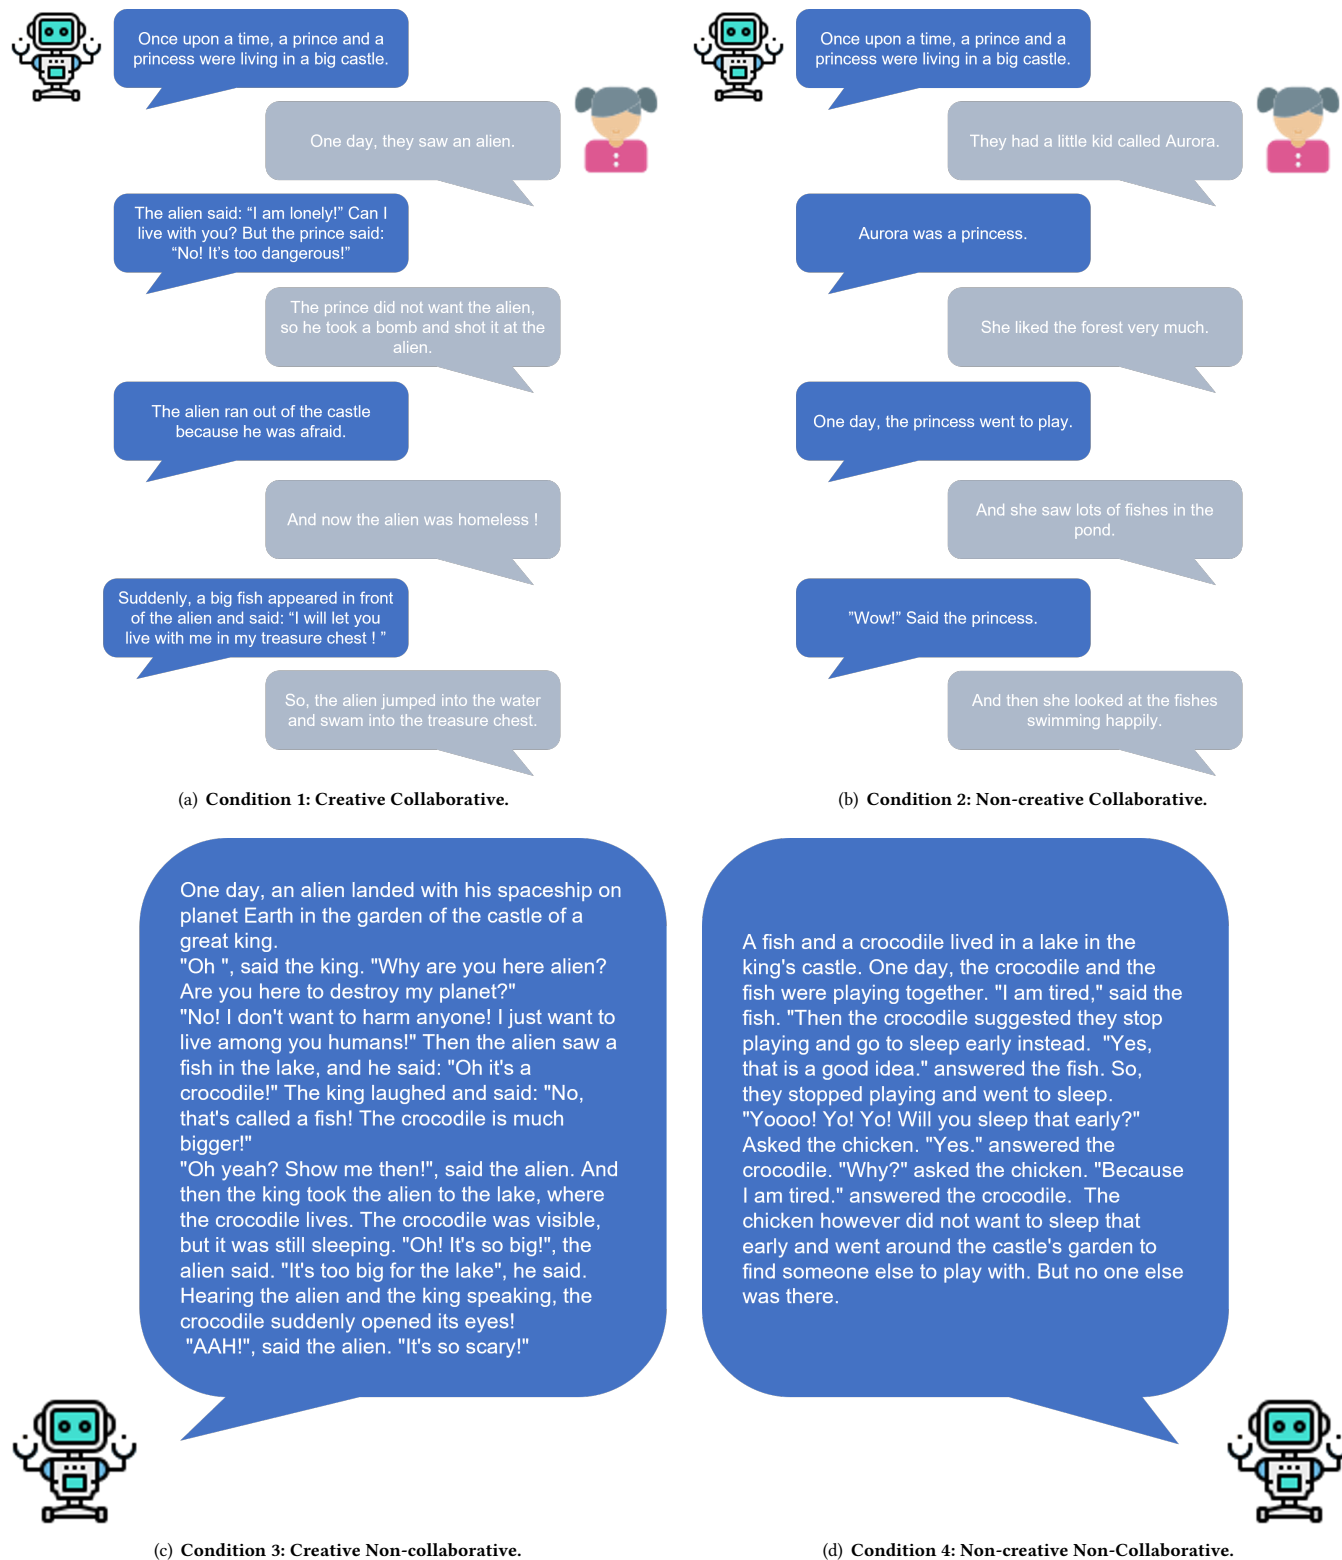 Once upon a time, a prince and a
princess were living in a big castle.
One day, they saw an alien.
The alien said: “I am lonely!” Can I
live with you? But the prince said:
“No! It’s too dangerous!”
The prince did not want the alien,
so he took a bomb and shot it at the
alien.
The alien ran out of the castle
because he was afraid.
And now the alien was homeless !
Suddenly, a big fish appeared in front
of the alien and said: “I will let you
live with me in my treasure chest ! ”
So, the alien jumped into the water
and swam into the treasure chest.
(a) Condition 1: Creative Collaborative.
Once upon a time, a prince and a
princess were living in a big castle.
They had a little kid called Aurora.
Aurora was a princess.
She liked the forest very much.
One day, the princess went to play.
And she saw lots of fishes in the
pond.
”Wow!” Said the princess.
And then she looked at the fishes
swimming happily.
(b) Condition 2: Non-creative Collaborative.
One day, an alien landed with his spaceship on
planet Earth in the garden of the castle of a
great king.
"Oh ", said the king. "Why are you here alien?
Are you here to destroy my planet?"
"No! I don't want to harm anyone! I just want to
live among you humans!" Then the alien saw a
fish in the lake, and he said: "Oh it's a
crocodile!" The king laughed and said: "No,
that's called a fish! The crocodile is much
bigger!"
"Oh yeah? Show me then!", said the alien. And
then the king took the alien to the lake, where
the crocodile lives. The crocodile was visible,
but it was still sleeping. "Oh! It's so big!", the
alien said. "It's too big for the lake", he said.
Hearing the alien and the king speaking, the
crocodile suddenly opened its eyes!
"AAH!", said the alien. "It's so scary!"
(c) Condition 3: Creative Non-collaborative.
A fish and a crocodile lived in a lake in the
king's castle. One day, the crocodile and the
fish were playing together. "I am tired," said the
fish. "Then the crocodile suggested they stop
playing and go to sleep early instead.  "Yes,
that is a good idea." answered the fish. So,
they stopped playing and went to sleep.
"Yoooo! Yo! Yo! Will you sleep that early?"
Asked the chicken. "Yes." answered the
crocodile. "Why?" asked the chicken. "Because
I am tired." answered the crocodile.  The
chicken however did not want to sleep that
early and went around the castle's garden to
find someone else to play with. But no one else
was there.
(d) Condition 4: Non-creative Non-Collaborative.